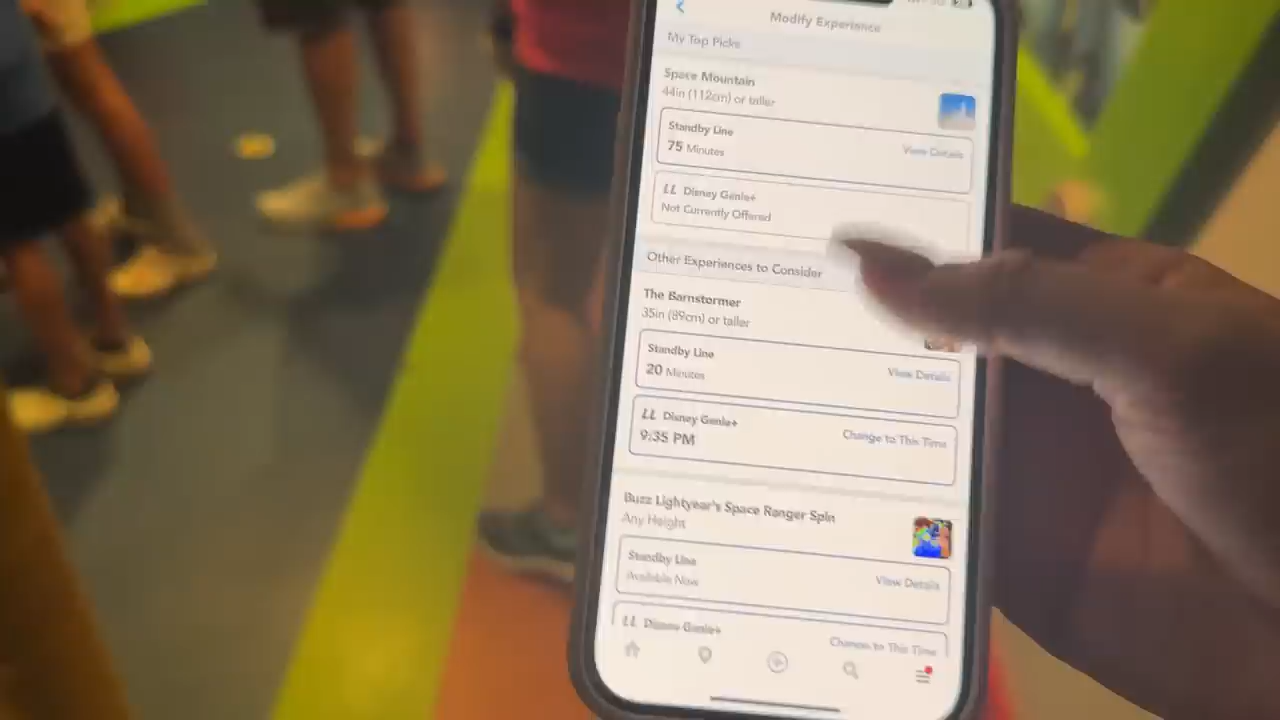 Modify Experience
My Top Picks
Space Mountain
44in (112cm) or taller
Standby Line
View Details
75 Minutes
LL Disney Genie+
Not Currently Offered
Other Experiences to Consider
The Barnstormer
35in (89cm) or taller
Standby Line
View Details
20 Minutes
LL Disney Genie+
Change to This Time
9:35 PM
Buzz Lightyear's Space Ranger Spin
Any Height
Standby Line
View Details
Available Now
LL Disney Genie+
Change to This Time